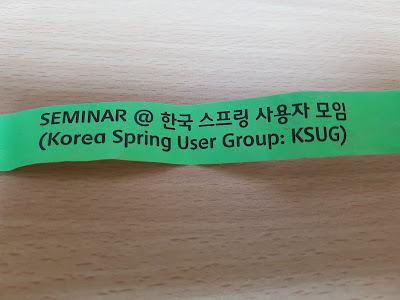 SEMINAR @ 한국 스프링 사용자 모임
(Korea Spring User Group: KSUG)